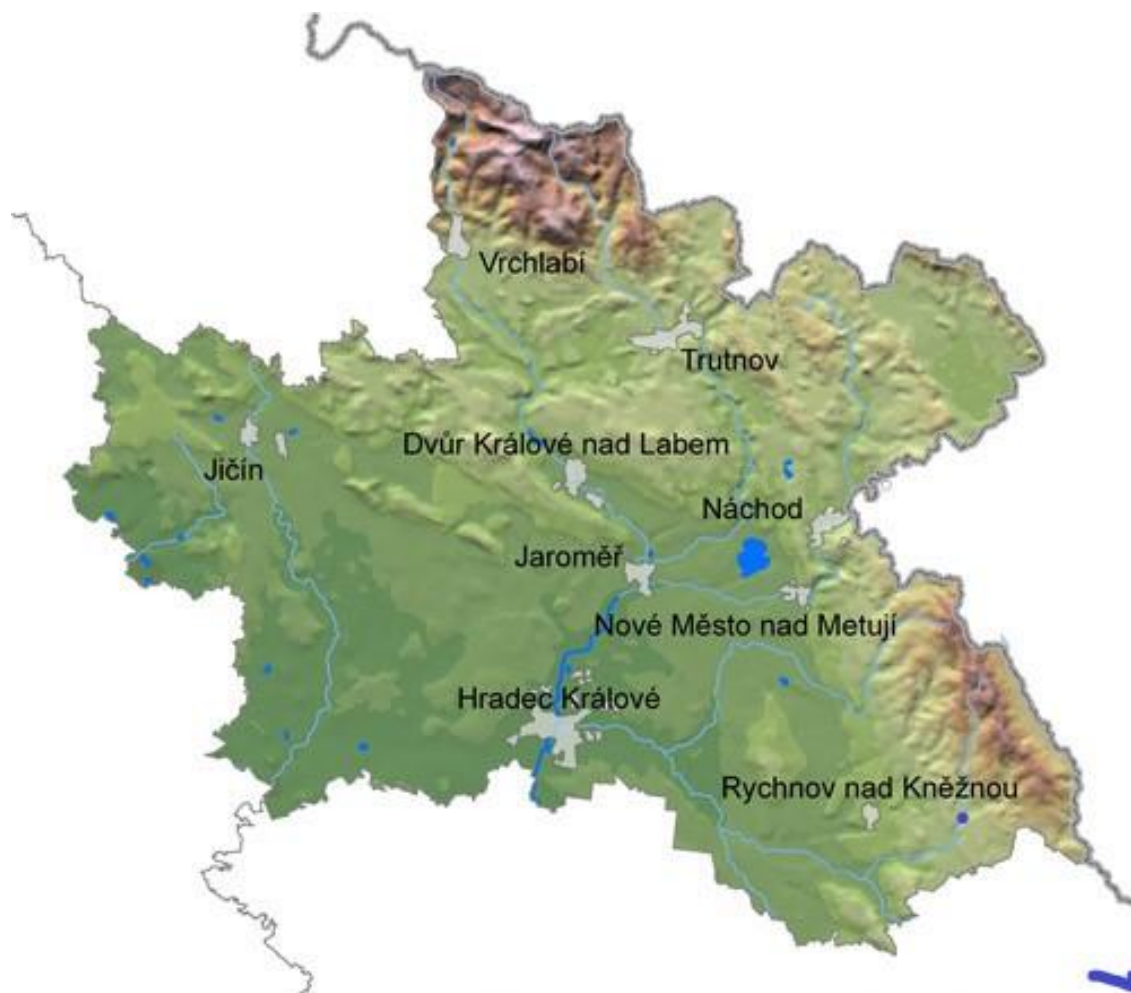 Vrchlabí
Trutnov
Dvůr Králové nad Labem
Jičín
Náchod
Jaroměř
Nové Město nad Metují
Hradec Králové
Rychnov nad Kněžnou